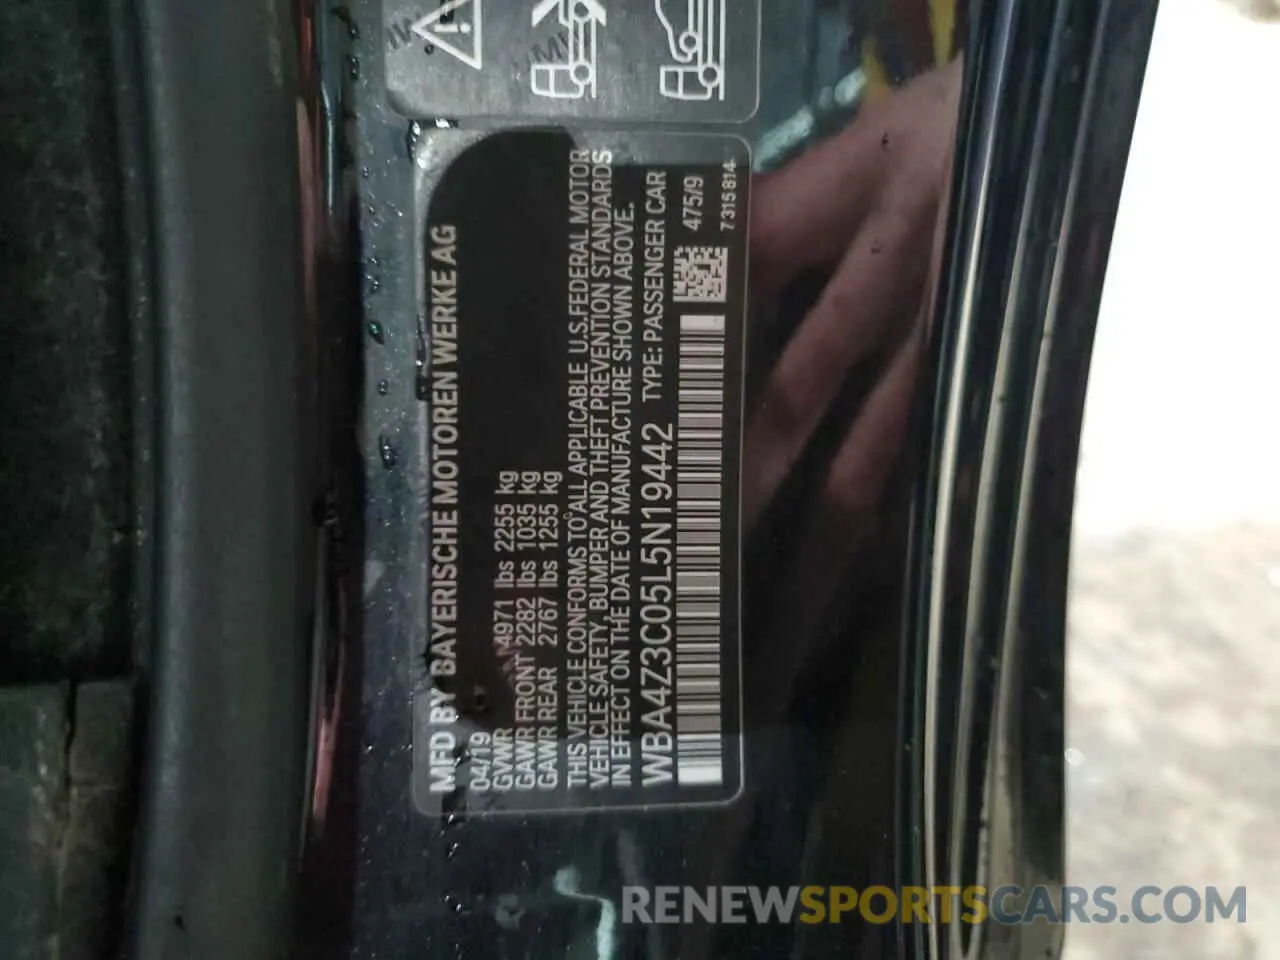 MFD BY BAYERISCHE MOTOREN WERKE AG
04/19
GVWR 4971 lbs 2255 kg
GAWR FRONT 2282 lbs 1035 kg
GAWR REAR 2767 lbs 1255 kg
THIS VEHICLE CONFORMS TO ALL APPLICABLE U.S.FEDERAL MOTOR
VEHICLE SAFETY, BUMPER AND THEFT PREVENTION STANDARDS
IN EFFECT ON THE DATE OF MANUFACTURE SHOWN ABOVE.
WBA4Z3C05L5N19442 TYPE: PASSENGER CAR
475/9
7 315 814
RENEWSPORTSCARS.COM